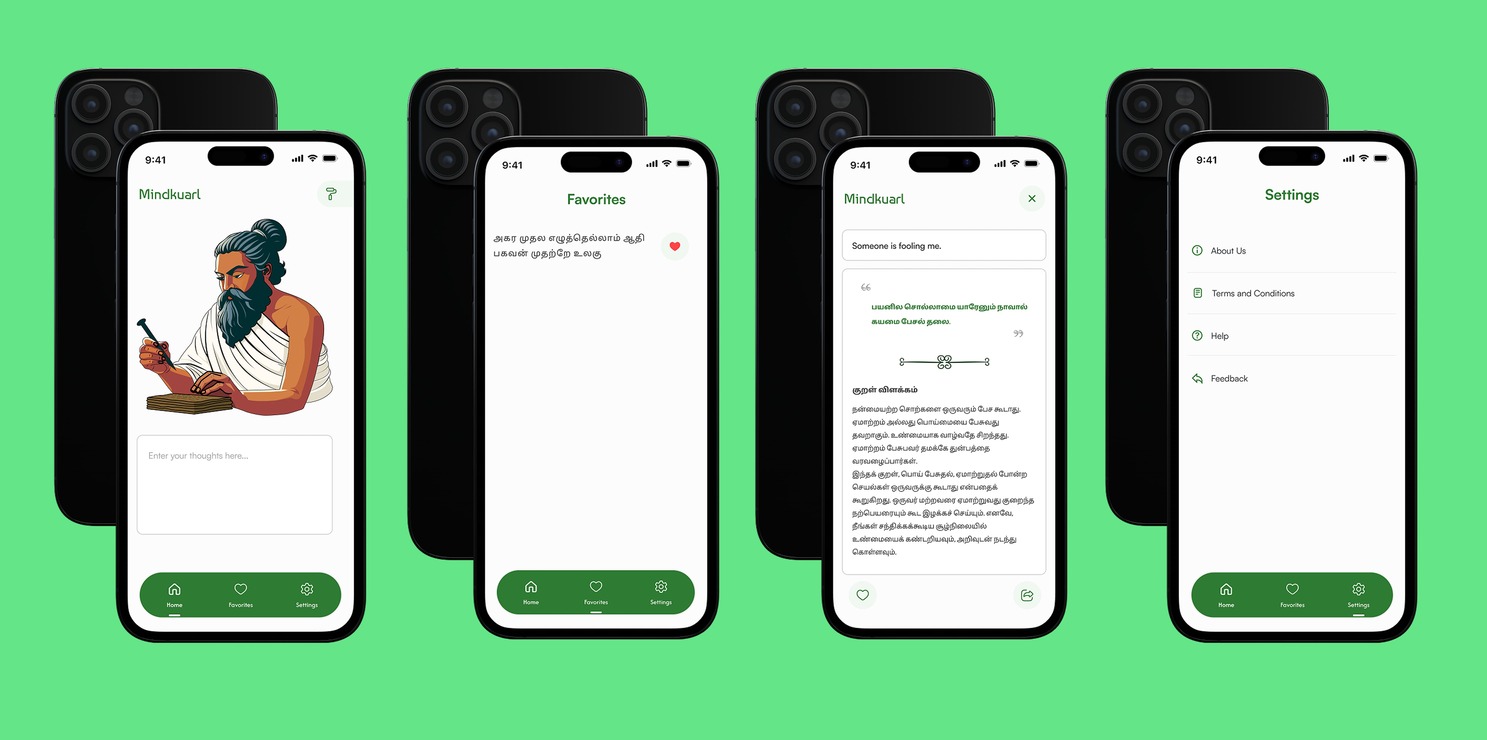 9:41
Mindkuarl
Enter your thoughts here...
Home
Favorites
Settings
9:41
Favorites
அகர முதல எழுத்தெல்லாம் ஆதி
பகவன் முதற்றே உலகு
Home
Favorites
Settings
9:41
Mindkuarl
Someone is fooling me.
“
பயனில சொல்லாமை யாரேனும் நாவால்
கயமை பேசல் தலை.
”
குறள் விளக்கம்
நன்மையற்ற சொற்களை ஒருவரும் பேச கூடாது.
ஏமாற்றம் அல்லது பொய்மையை பேசுவது
தவறாகும். உண்மையாக வாழ்வதே சிறந்தது.
ஏமாற்றம் பேசுபவர் தமக்கே துன்பத்தை
வரவழைப்பார்கள்.
இந்தக் குறள், பொய் பேசுதல், ஏமாற்றுதல் போன்ற
செயல்கள் ஒருவருக்கு கூடாது என்பதைக்
கூறுகிறது. ஒருவர் மற்றவரை ஏமாற்றுவது குறைந்த
நற்பெயரையும் கூட இழக்கச் செய்யும். எனவே,
நீங்கள் சந்திக்கக்கூடிய சூழ்நிலையில்
உண்மையைக் கண்டறியவும், அறிவுடன் நடந்து
கொள்ளவும்.
9:41
Settings
About Us
Terms and Conditions
Help
Feedback
Home
Favorites
Settings